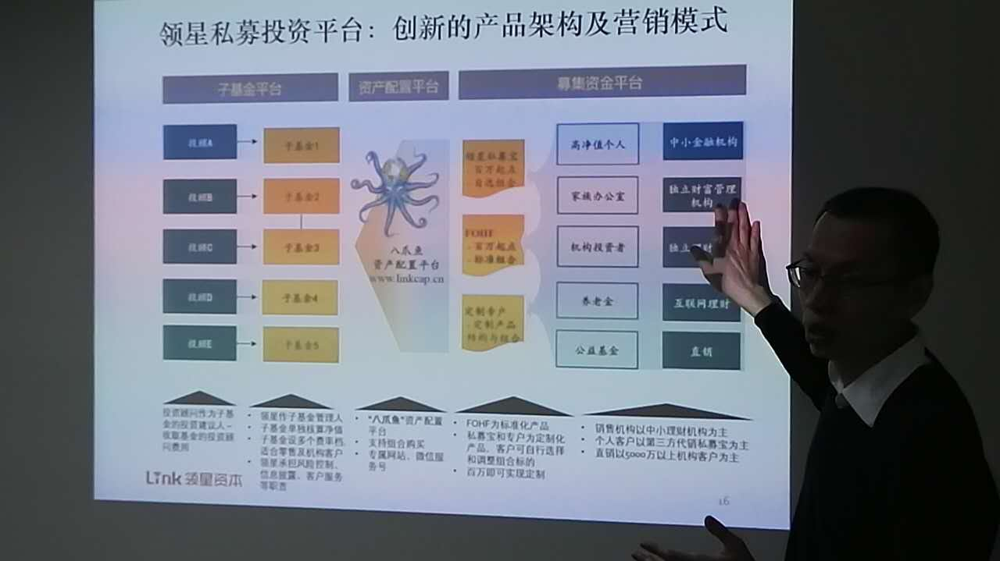 领星私募投资平台：创新的产品架构及营销模式
子基金平台
资产配置平台
募集资金平台
投顾A
子基金1
投顾B
子基金2
投顾C
子基金3
投顾D
子基金4
投顾E
子基金5
八爪鱼
资产配置平台
www.linkcap.cn
领星私募宝
- 百万起点
- 自选组合
FOHF
- 百万起点
- 标准组合
定制专户
- 定制产品
结构与组合
高净值个人
家族办公室
机构投资者
养老金
公益基金
中小金融机构
独立财富管理
机构
独立
互联网理财
直销
投资顾问作为子基
金的投资建议人，
收取基金的投资顾
问费用
• 领星作子基金管理人
• 子基金单独核算净值
• 子基金设多个费率档，
适合零售及机构客户
• 领星承担风险控制、
信息披露、客户服务
等职责
• “八爪鱼”资产配置
平台
• 支持组合购买
• 专属网站、微信服
务号
• FOHF为标准化产品
• 私募宝和专户为定制化
产品，客户可自行选择
和调整组合标的
• 百万即可实现定制
• 销售机构以中小理财机构为主
• 个人客户以第三方代销私募宝为主
• 直销以5000万以上机构客户为主
Link 领星资本
16